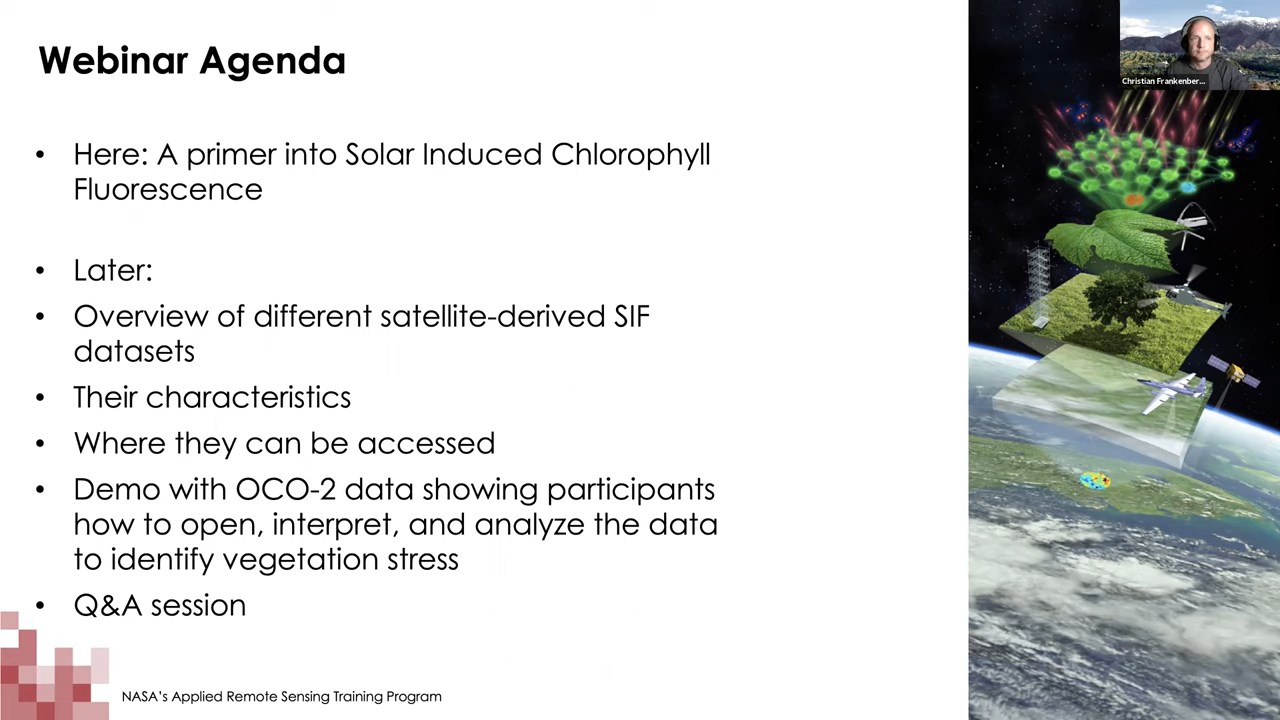 Webinar Agenda
• Here: A primer into Solar Induced Chlorophyll
Fluorescence
• Later:
• Overview of different satellite-derived SIF
datasets
• Their characteristics
• Where they can be accessed
• Demo with OCO-2 data showing participants
how to open, interpret, and analyze the data
to identify vegetation stress
• Q&A session
NASA's Applied Remote Sensing Training Program
Christian Frankenber...